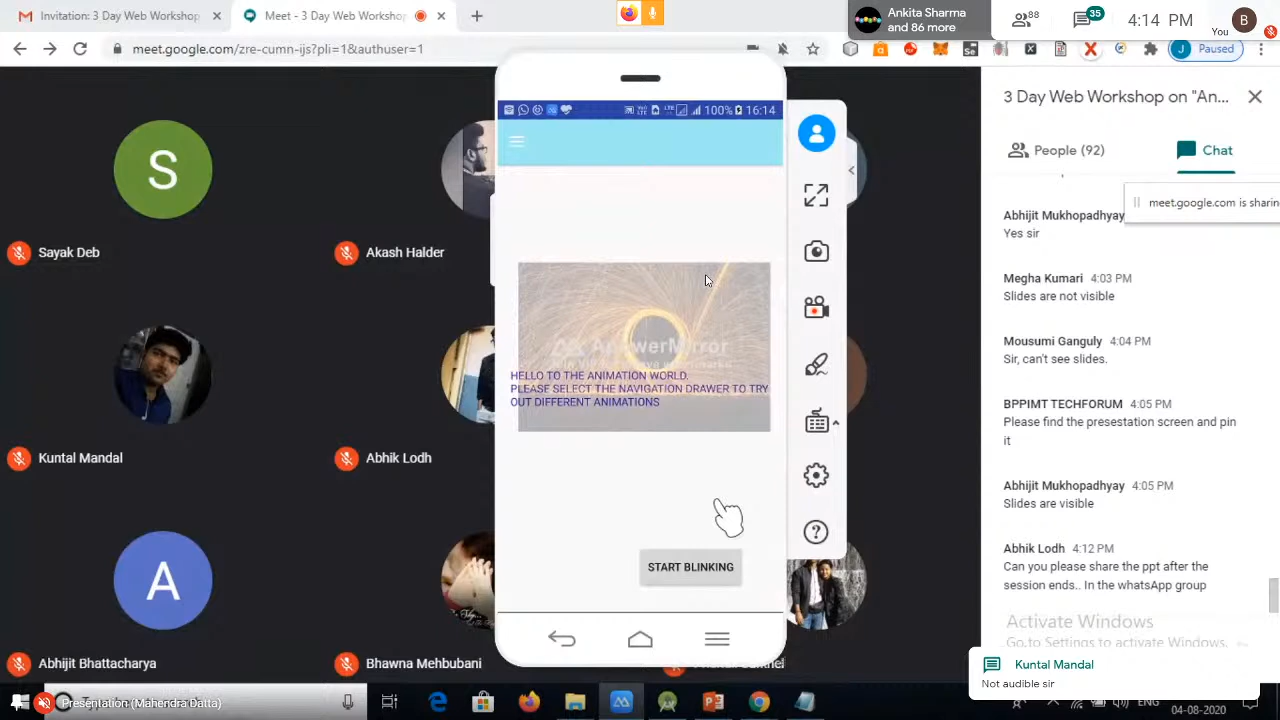 Invitation: 3 Day Web Workshop
Meet - 3 Day Web Workshop
Ankita Sharma
and 86 more
88
35
4:14 PM
B
You
meet.google.com/zre-cumn-ijs?pli=1&authuser=1
J
Paused
3 Day Web Workshop on "An...
People (92)
Chat
meet.google.com is sharin
Abhijit Mukhopadhyay
Yes sir
Megha Kumari 4:03 PM
Slides are not visible
Mousumi Ganguly 4:04 PM
Sir, can't see slides.
BPPIMT TECHFORUM 4:05 PM
Please find the presestation screen and pin
it
Abhijit Mukhopadhyay 4:05 PM
Slides are visible
Abhik Lodh 4:12 PM
Can you please share the ppt after the
session ends.. In the whatsApp group
Activate Windows
Go to Settings to activate Windows.
Kuntal Mandal
Not audible sir
S
Sayak Deb
Akash Halder
Kuntal Mandal
Abhik Lodh
A
Abhijit Bhattacharya
Bhawna Mehbubani
100% 16:14
ApowerMirror
HELLO TO THE ANIMATION WORLD.
PLEASE SELECT THE NAVIGATION DRAWER TO TRY
OUT DIFFERENT ANIMATIONS
START BLINKING
Presentation (Mahendra Datta)
ENG
04-08-2020